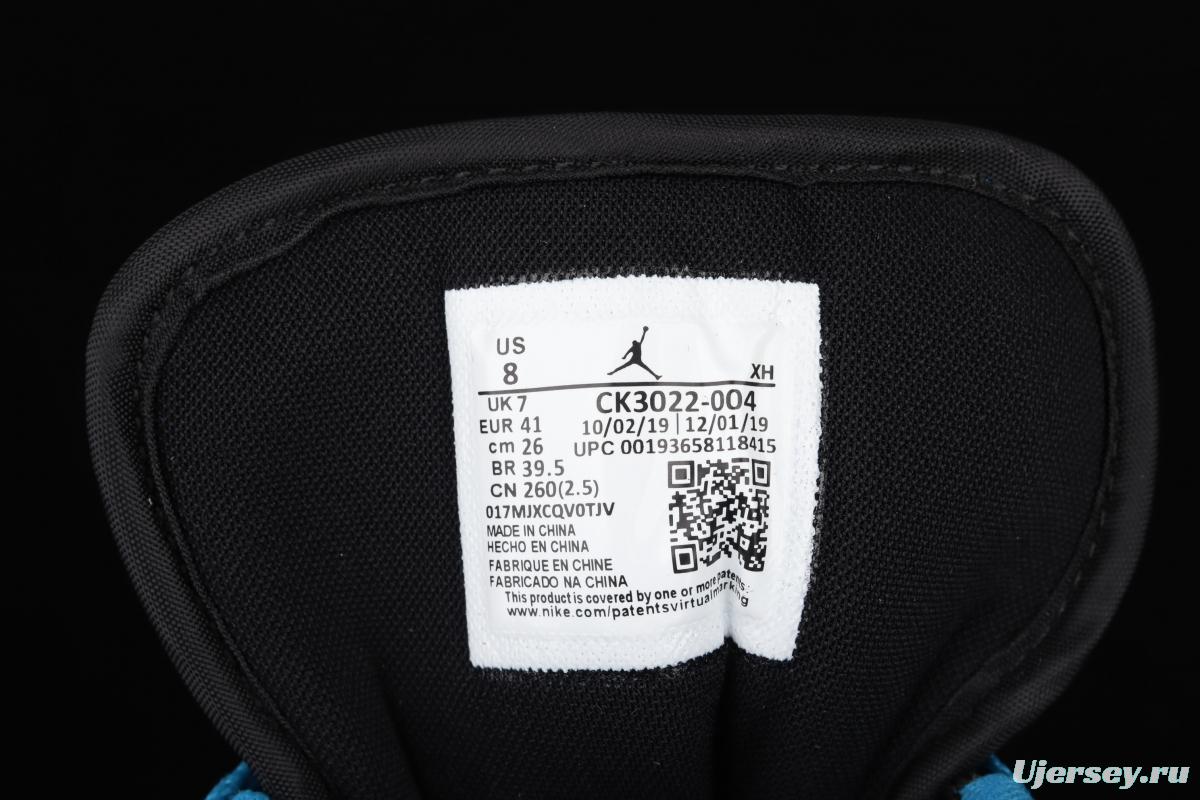 US
8
XH
UK 7
CK3022-004
EUR 41
10/02/19 | 12/01/19
cm 26
UPC 00193658118415
BR 39.5
CN 260(2.5)
017MJXCQV0TJV
MADE IN CHINA
HECHO EN CHINA
FABRIQUE EN CHINE
FABRICADO NA CHINA
This product is covered by one or more patents:
www.nike.com/patentsvirtualmarking
Ujersey.ru